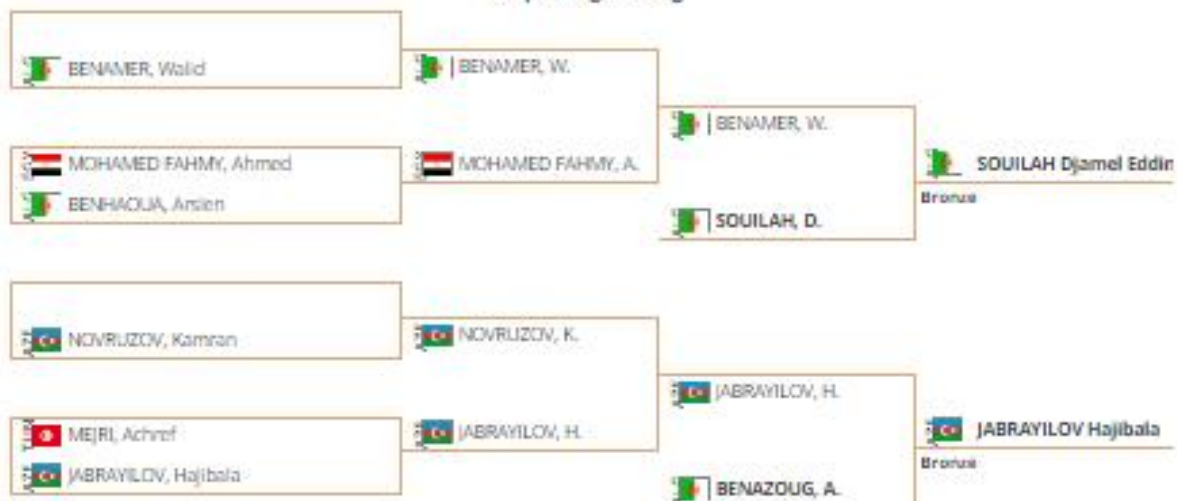 BENAMER, Walid
BENAMER, W.
BENAMER, W.
MOHAMED FAHMY, Ahmed
MOHAMED FAHMY, A.
SOUILAH Djamel Eddin
BENHAOUA, Arslen
Bronze
SOUILAH, D.
NOVRUZOV, Kamran
NOVRUZOV, K.
JABRAYILOV, H.
MEJRI, Achref
JABRAYILOV, H.
JABRAYILOV Hajibala
JABRAYILOV, Hajibala
Bronze
BENAZOUG, A.